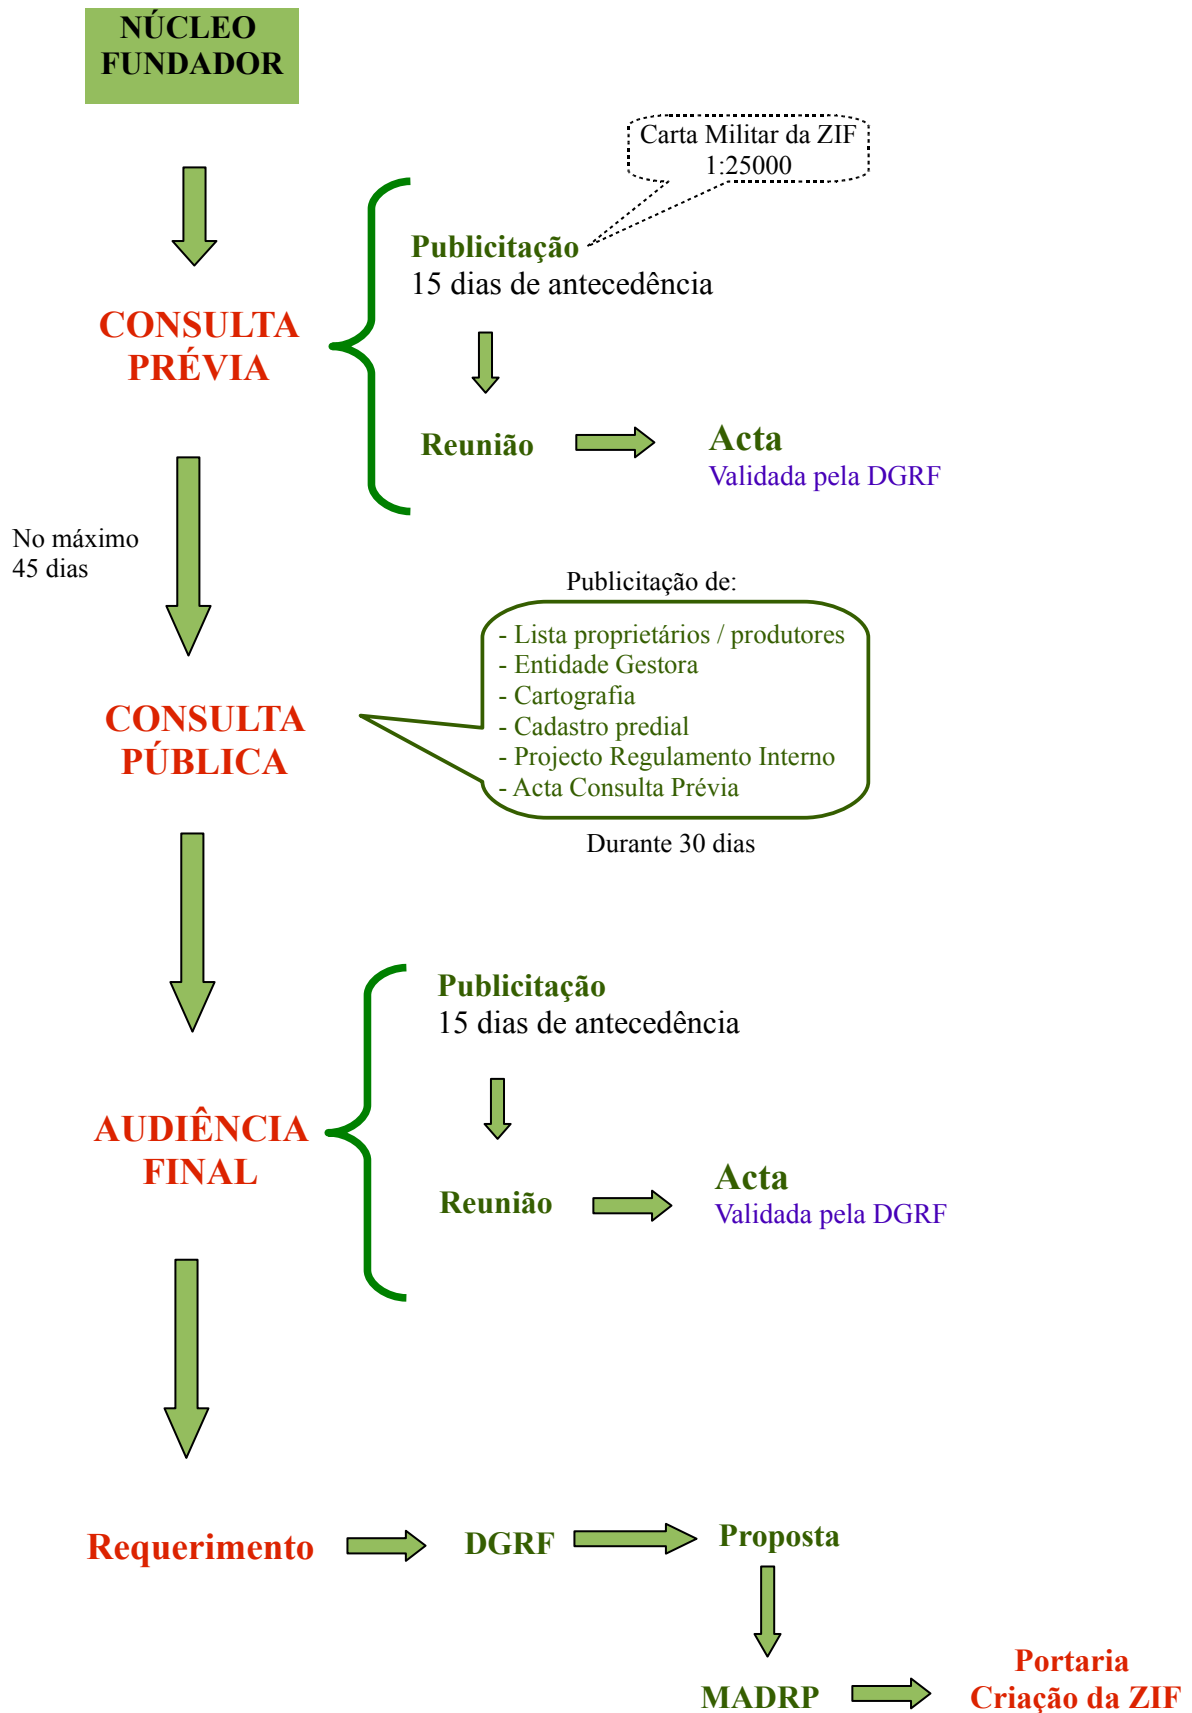 NÚCLEO
FUNDADOR
Carta Militar da ZIF
1:25000
Publicitação
15 dias de antecedência
CONSULTA
PRÉVIA
Reunião
Acta
Validada pela DGRF
No máximo
45 dias
Publicitação de:
- Lista proprietários / produtores
- Entidade Gestora
- Cartografia
- Cadastro predial
- Projecto Regulamento Interno
- Acta Consulta Prévia
CONSULTA
PÚBLICA
Durante 30 dias
Publicitação
15 dias de antecedência
AUDIÊNCIA
FINAL
Reunião
Acta
Validada pela DGRF
Requerimento
DGRF
Proposta
MADRP
Portaria
Criação da ZIF